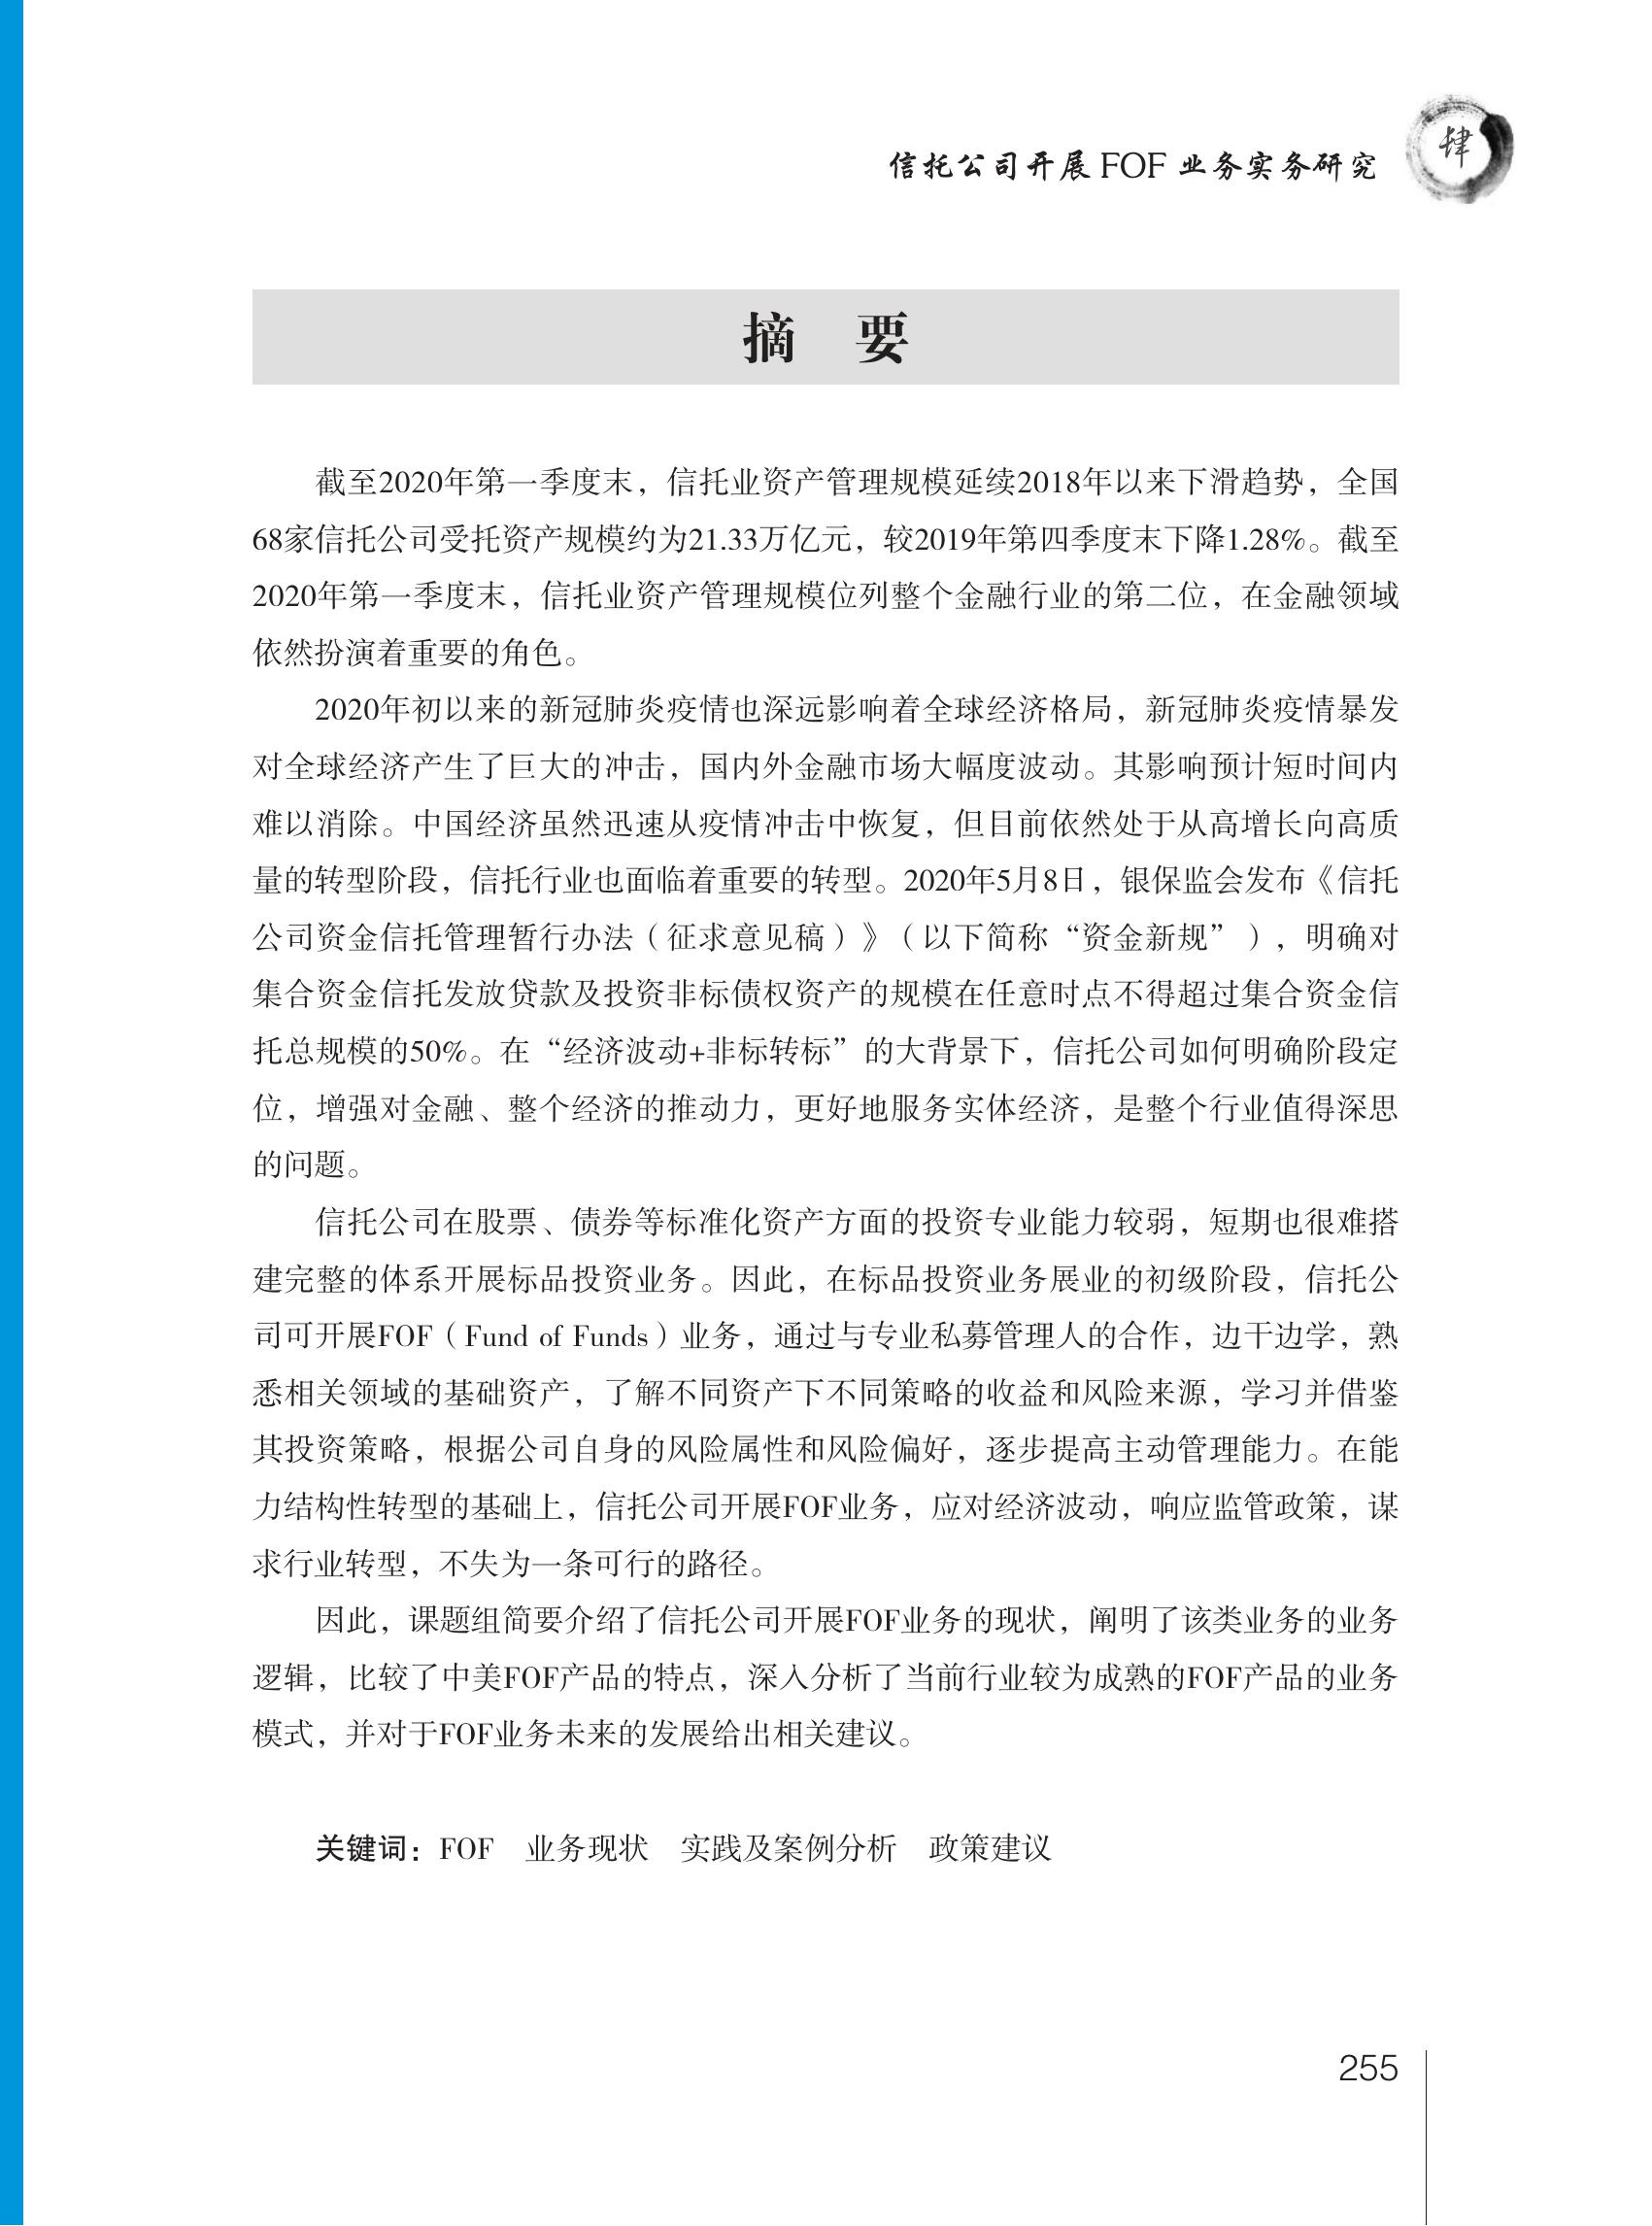 信托公司开展 FOF 业务实务研究
肆
摘 要
截至2020年第一季度末，信托业资产管理规模延续2018年以来下滑趋势，全国
68家信托公司受托资产规模约为21.33万亿元，较2019年第四季度末下降1.28%。截至
2020年第一季度末，信托业资产管理规模位列整个金融行业的第二位，在金融领域
依然扮演着重要的角色。
2020年初以来的新冠肺炎疫情也深远影响着全球经济格局，新冠肺炎疫情暴发
对全球经济产生了巨大的冲击，国内外金融市场大幅度波动。其影响预计短时间内
难以消除。中国经济虽然迅速从疫情冲击中恢复，但目前依然处于从高增长向高质
量的转型阶段，信托行业也面临着重要的转型。2020年5月8日，银保监会发布《信托
公司资金信托管理暂行办法（征求意见稿）》（以下简称“资金新规”），明确对
集合资金信托发放贷款及投资非标债权资产的规模在任意时点不得超过集合资金信
托总规模的50%。在“经济波动+非标转标”的大背景下，信托公司如何明确阶段定
位，增强对金融、整个经济的推动力，更好地服务实体经济，是整个行业值得深思
的问题。
信托公司在股票、债券等标准化资产方面的投资专业能力较弱，短期也很难搭
建完整的体系开展标品投资业务。因此，在标品投资业务展业的初级阶段，信托公
司可开展FOF（Fund of Funds）业务，通过与专业私募管理人的合作，边干边学，熟
悉相关领域的基础资产，了解不同资产下不同策略的收益和风险来源，学习并借鉴
其投资策略，根据公司自身的风险属性和风险偏好，逐步提高主动管理能力。在能
力结构性转型的基础上，信托公司开展FOF业务，应对经济波动，响应监管政策，谋
求行业转型，不失为一条可行的路径。
因此，课题组简要介绍了信托公司开展FOF业务的现状，阐明了该类业务的业务
逻辑，比较了中美FOF产品的特点，深入分析了当前行业较为成熟的FOF产品的业务
模式，并对于FOF业务未来的发展给出相关建议。
关键词：FOF 业务现状 实践及案例分析 政策建议
255